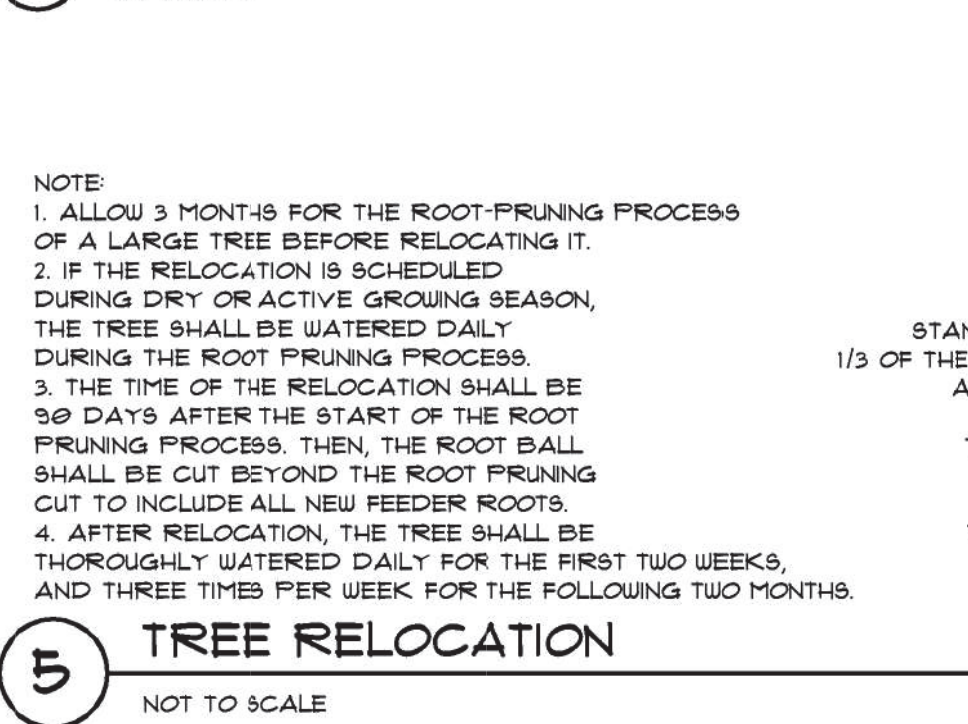 NOTE:
1. ALLOW 3 MONTHS FOR THE ROOT-PRUNING PROCESS
OF A LARGE TREE BEFORE RELOCATING IT.
2. IF THE RELOCATION IS SCHEDULED
DURING DRY OR ACTIVE GROWING SEASON,
THE TREE SHALL BE WATERED DAILY
DURING THE ROOT PRUNING PROCESS.
3. THE TIME OF THE RELOCATION SHALL BE
90 DAYS AFTER THE START OF THE ROOT
PRUNING PROCESS. THEN, THE ROOT BALL
SHALL BE CUT BEYOND THE ROOT PRUNING
CUT TO INCLUDE ALL NEW FEEDER ROOTS.
4. AFTER RELOCATION, THE TREE SHALL BE
THOROUGHLY WATERED DAILY FOR THE FIRST TWO WEEKS,
AND THREE TIMES PER WEEK FOR THE FOLLOWING TWO MONTHS.
1/3 OF THE
5 TREE RELOCATION
NOT TO SCALE